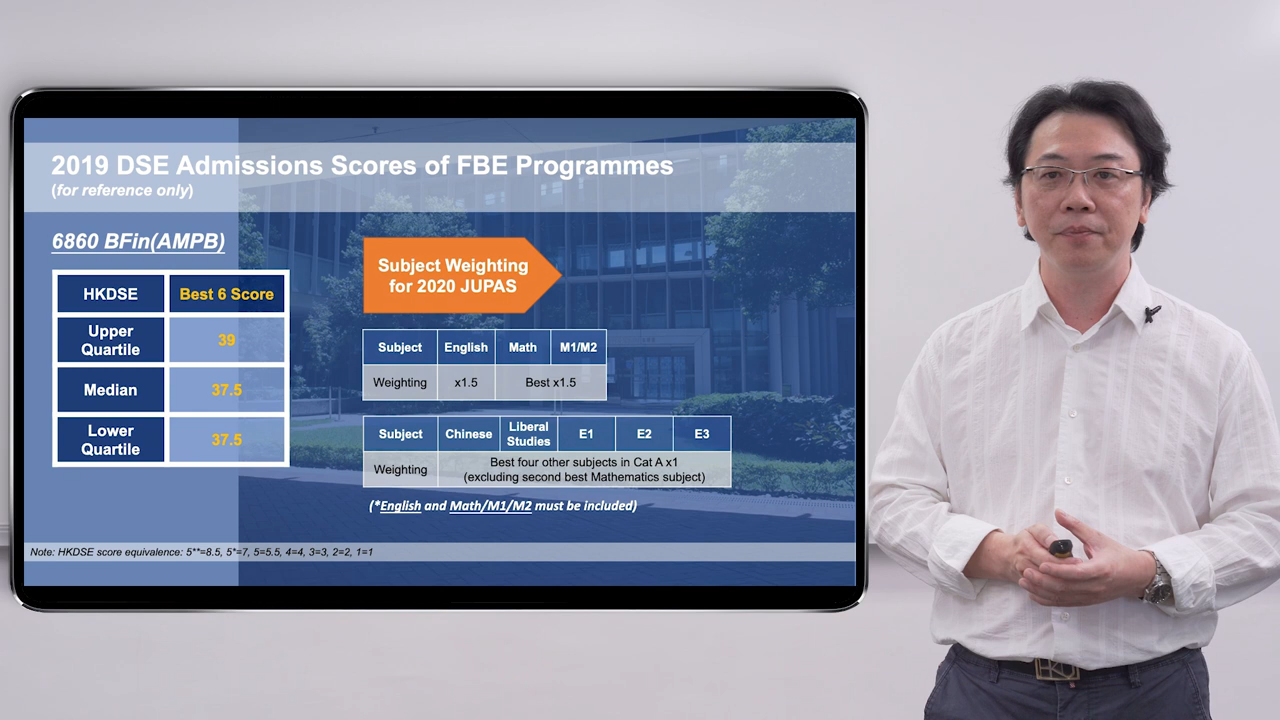 2019 DSE Admissions Scores of FBE Programmes
(for reference only)
6860 BFin(AMPB)
HKDSE Best 6 Score
Upper Quartile 39
Median 37.5
Lower Quartile 37.5
Subject Weighting
for 2020 JUPAS
Subject English Math M1/M2
Weighting x1.5 Best x1.5
Subject Chinese Liberal Studies E1 E2 E3
Weighting Best four other subjects in Cat A x1
(excluding second best Mathematics subject)
(*English and Math/M1/M2 must be included)
Note: HKDSE score equivalence: 5**=8.5, 5*=7, 5=5.5, 4=4, 3=3, 2=2, 1=1
HKU